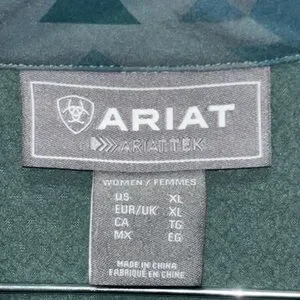 ARIAT
ARIATTEK
WOMEN / FEMMES
US XL
EUR/UK XL
CA TG
MX EG
MADE IN CHINA
FABRIQUÉ EN CHINE